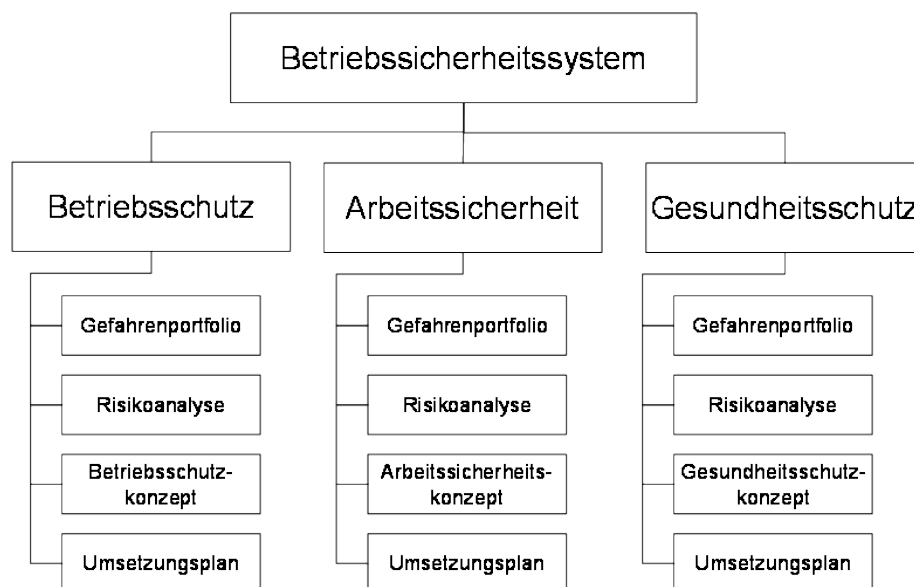 Betriebssicherheitssystem
Betriebsschutz
Arbeitssicherheit
Gesundheitsschutz
Gefahrenportfolio
Risikoanalyse
Betriebsschutz-
konzept
Umsetzungsplan
Gefahrenportfolio
Risikoanalyse
Arbeitssicherheits-
konzept
Umsetzungsplan
Gefahrenportfolio
Risikoanalyse
Gesundheitsschutz-
konzept
Umsetzungsplan